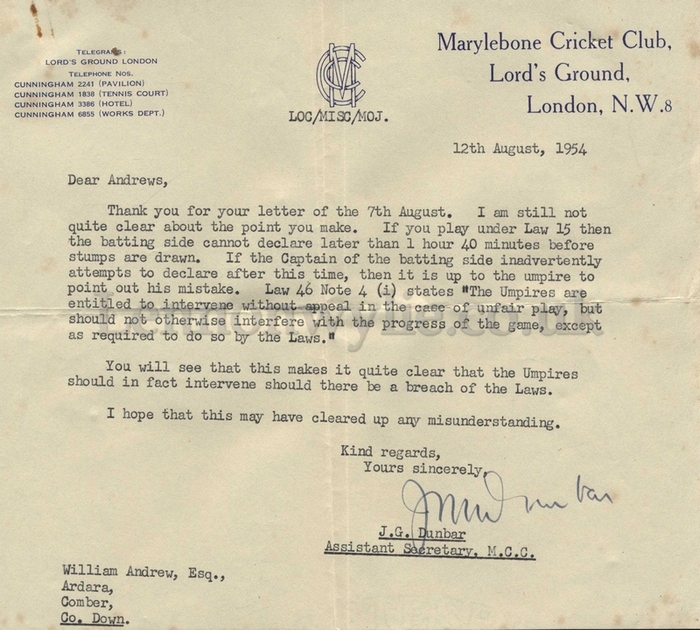 TELEGRAMS:
LORD'S GROUND LONDON
TELEPHONE NOS.
CUNNINGHAM 2241 (PAVILION)
CUNNINGHAM 1838 (TENNIS COURT)
CUNNINGHAM 3386 (HOTEL)
CUNNINGHAM 6855 (WORKS DEPT.)
MCC
Marylebone Cricket Club,
Lord's Ground,
London, N.W.8
LOC/MISC/MOJ.
12th August, 1954
Dear Andrews,
Thank you for your letter of the 7th August. I am still not
quite clear about the point you make. If you play under Law 15 then
the batting side cannot declare later than 1 hour 40 minutes before
stumps are drawn. If the Captain of the batting side inadvertently
attempts to declare after this time, then it is up to the umpire to
point out his mistake. Law 46 Note 4 (i) states "The Umpires are
entitled to intervene without appeal in the case of unfair play, but
should not otherwise interfere with the progress of the game, except
as required to do so by the Laws."
You will see that this makes it quite clear that the Umpires
should in fact intervene should there be a breach of the Laws.
I hope that this may have cleared up any misunderstanding.
Kind regards,
Yours sincerely,
Dunbar
J.G. Dunbar
Assistant Secretary, M.C.C.
William Andrew, Esq.,
Ardara,
Comber,
Co. Down.